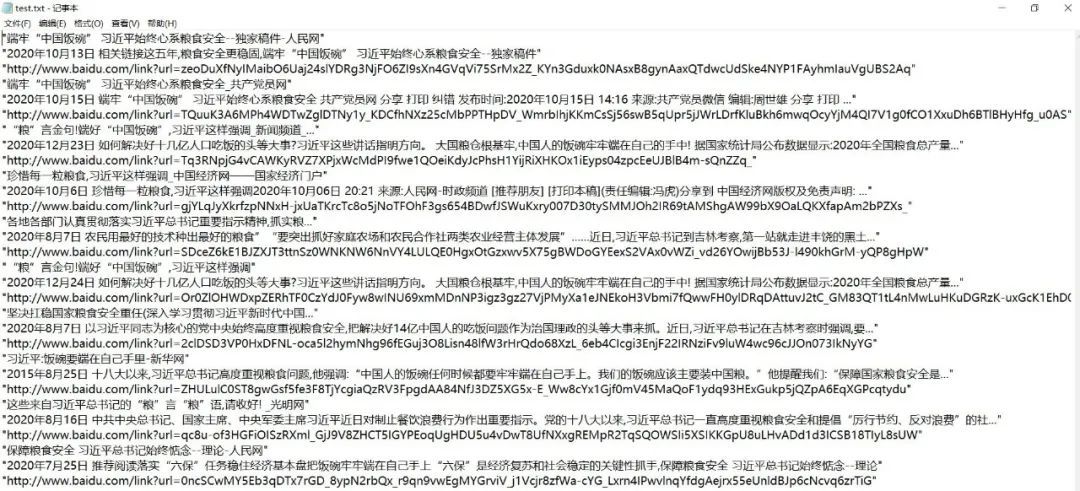 test.txt - 记事本
文件(F) 编辑(E) 格式(O) 查看(V) 帮助(H)
"端牢“中国饭碗” 习近平始终心系粮食安全--独家稿件-人民网"
"2020年10月13日 相关链接这五年,粮食安全更稳固,端牢“中国饭碗” 习近平始终心系粮食安全--独家稿件"
"http://www.baidu.com/link?url=zeoDuXfNyIMaibO6Uaj24slYDRg3NjFO6ZI9sXn4GVqVi75SrMx2Z_KYn3Gduxk0NAsxB8gynAaxQTdwcUdSke4NYP1FAyhmIauVgUBS2Aq"
"端牢“中国饭碗” 习近平始终心系粮食安全_共产党员网"
"2020年10月15日 端牢“中国饭碗” 习近平始终心系粮食安全 共产党员网 分享 打印 纠错 发布时间:2020年10月15日 14:16 来源:共产党员微信 编辑:周世雄 分享 打印 ..."
"http://www.baidu.com/link?url=TQuuK3A6MPh4WDTwZgIDTNy1y_KDCfhNXz25cMbPPTHpDV_WmrbIhjKKmCsSj56swB5qUpr5jJWrLDrfKluBkh6mwqOcyYjM4QI7V1g0fCO1XxuDh6BTlBHyHfg_u0AS"
"“粮”言金句!端好“中国饭碗”,习近平这样强调_新闻频道_..."
"2020年12月23日 如何解决好十几亿人口吃饭的头等大事?习近平这些讲话指明方向。 大国粮仓根基牢,中国人的饭碗牢牢端在自己手中! 据国家统计局公布数据显示:2020年全国粮食总产量..."
"http://www.baidu.com/link?url=Tq3RNpjG4vCAWKyRVZ7XPjxWcMdPI9fwe1QOeiKdyJcPhsH1YijRiXHKOx1iEyps04zpcEeUJBlB4m-sQnZZq_"
"珍惜每一粒粮食,习近平这样强调_中国经济网——国家经济门户"
"2020年10月6日 珍惜每一粒粮食,习近平这样强调2020年10月06日 20:21 来源:人民网-时政频道 [推荐朋友] [打印本稿](责任编辑:冯虎)分享到 中国经济网版权及免责声明: ..."
"http://www.baidu.com/link?url=gjYLqJyXkrfzpNNxH-jxUaTKrcTc8o5jNoTFOhF3gs654BDwfJSWuKxry007D30tySMMJOh2IR69tAMShgAW99bX9OaLQKXfapAm2bPZXs_"
"各地各部门认真贯彻落实习近平总书记重要指示精神,抓实粮..."
"2020年8月7日 农民用最好的技术种出最好的粮食” “要突出抓好家庭农场和农民合作社两类农业经营主体发展”……近日,习近平总书记到吉林考察,第一站就走进丰饶的黑土..."
"http://www.baidu.com/link?url=SDceZ6kE1BJZXJT3ttnSz0WNKNW6NnVY4LULQE0HgxOtGzxwv5X75gBWDoGYEexS2VAx0vWZi_vd26YOwijBb53J-l490khGrM-yQP8gHpW"
"“粮”言金句!端好“中国饭碗”,习近平这样强调"
"2020年12月24日 如何解决好十几亿人口吃饭的头等大事?习近平这些讲话指明方向。 大国粮仓根基牢,中国人的饭碗牢牢端在自己手中! 据国家统计局公布数据显示:2020年全国粮食总产量..."
"http://www.baidu.com/link?url=Or0ZlOHWDxpZERhTF0CzYdJ0Fyw8wINU69xmMDnNP3igz3gz27VjPMyXa1eJNEkoH3Vbmi7fQwwFH0ylDRqDAttuvJ2tC_GM83QT1tL4nMwLuHKuDGRzK-uxGcK1EhD0
"坚决扛稳国家粮食安全重任(深入学习贯彻习近平新时代中国..."
"2020年8月7日 以习近平同志为核心的党中央始终高度重视粮食安全,把解决好14亿中国人的吃饭问题作为治国理政的头等大事来抓。近日,习近平总书记在吉林考察时强调,要..."
"http://www.baidu.com/link?url=2clDSD3VP0HxDFNL-oca5l2hymNhg96fEGuj3O8Lisn48lfW3rHrQdo68XzL_6eb4CIcgi3EnjF22IRNziFv9luW4wc96cJJOn073IkNyYG"
"习近平:饭碗要端在自己手里-新华网"
"2015年8月25日 十八大以来,习近平总书记高度重视粮食问题,他强调:“中国人的饭碗任何时候都要牢牢端在自己手上。我们的饭碗应该主要装中国粮。”他提醒我们:“保障国家粮食安全是..."
"http://www.baidu.com/link?url=ZHULulC0ST8gwGsf5fe3F8TjYcgiaQzRV3FpgdAA84NfJ3DZ5XG5x-E_Ww8cYx1Gjf0mV45MaQoF1ydq93HExGukp5jQZpA6EqXGPcqtydu"
"这些来自习近平总书记的“粮”言“粮”语,请收好! _光明网"
"2020年8月16日 中共中央总书记、国家主席、中央军委主席习近平近日对制止餐饮浪费行为作出重要指示。党的十八大以来,习近平总书记一直高度重视粮食安全和提倡“厉行节约、反对浪费”的社..."
"http://www.baidu.com/link?url=qc8u-of3HGFiOISzRXml_GjJ9V8ZHCT5IGYPEoqUgHDU5u4vDwT8UfNXxgREMpR2TqSQOWSIi5XSIKKGpU8uLHvADd1d3ICSB18TIyL8sUW"
"保障粮食安全 习近平总书记始终惦念--理论-人民网"
"2020年7月25日 推荐阅读落实“六保”任务稳住经济基本盘把饭碗牢牢端在自己手上“六保”是经济复苏和社会稳定的关键性抓手,保障粮食安全 习近平总书记始终惦念--理论"
"http://www.baidu.com/link?url=0ncSCwMY5Eb3qDTx7rGD_8ypN2rbQx_r9qn9vwEgMYGrviV_j1Vcjr8zfWa-cYG_Lxrn4IPwvInqYfdgAejrx55eUnldBJp6cNcvq6zrTiG"